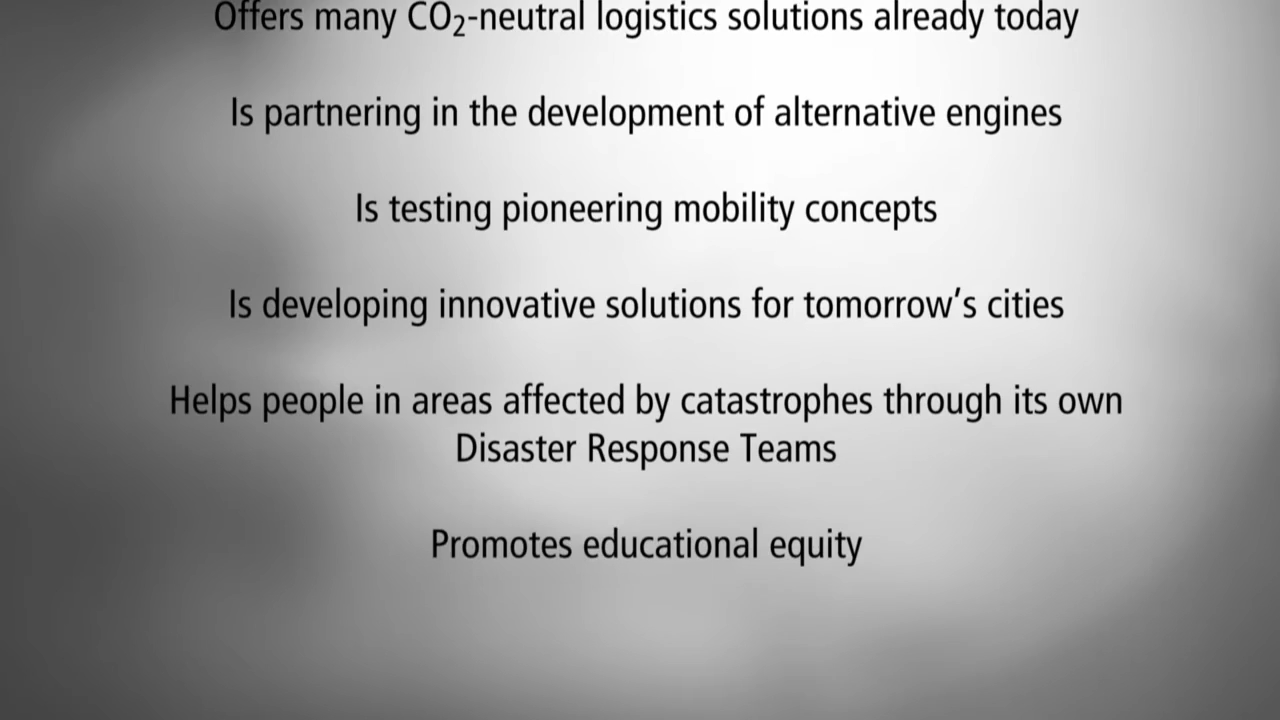 Offers many CO₂-neutral logistics solutions already today
Is partnering in the development of alternative engines
Is testing pioneering mobility concepts
Is developing innovative solutions for tomorrow’s cities
Helps people in areas affected by catastrophes through its own
Disaster Response Teams
Promotes educational equity